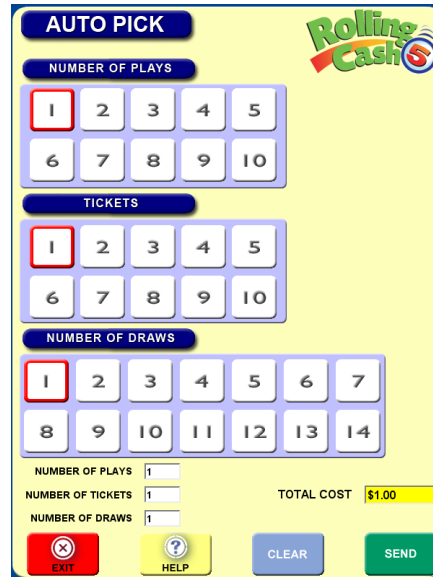 AUTO PICK
Rolling
Cash 5
NUMBER OF PLAYS
1 2 3 4 5
6 7 8 9 10
TICKETS
1 2 3 4 5
6 7 8 9 10
NUMBER OF DRAWS
1 2 3 4 5 6 7
8 9 10 11 12 13 14
NUMBER OF PLAYS 1
NUMBER OF TICKETS 1 TOTAL COST $1.00
NUMBER OF DRAWS 1
EXIT ? HELP CLEAR SEND